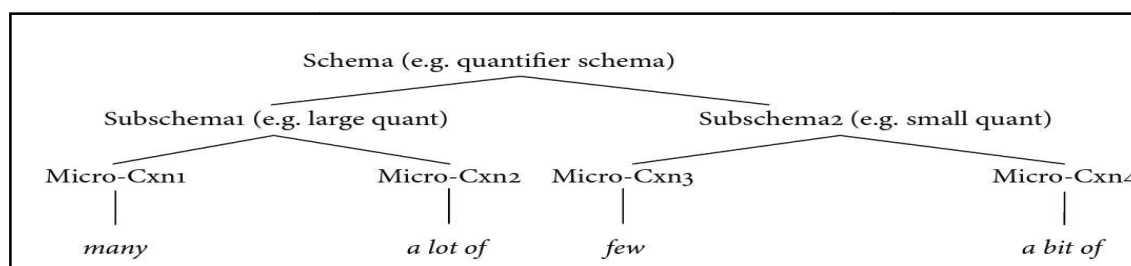 Schema (e.g. quantifier schema)
Subschema1 (e.g. large quant) Subschema2 (e.g. small quant)
Micro-Cxn1 Micro-Cxn2 Micro-Cxn3 Micro-Cxn4
many a lot of few a bit of